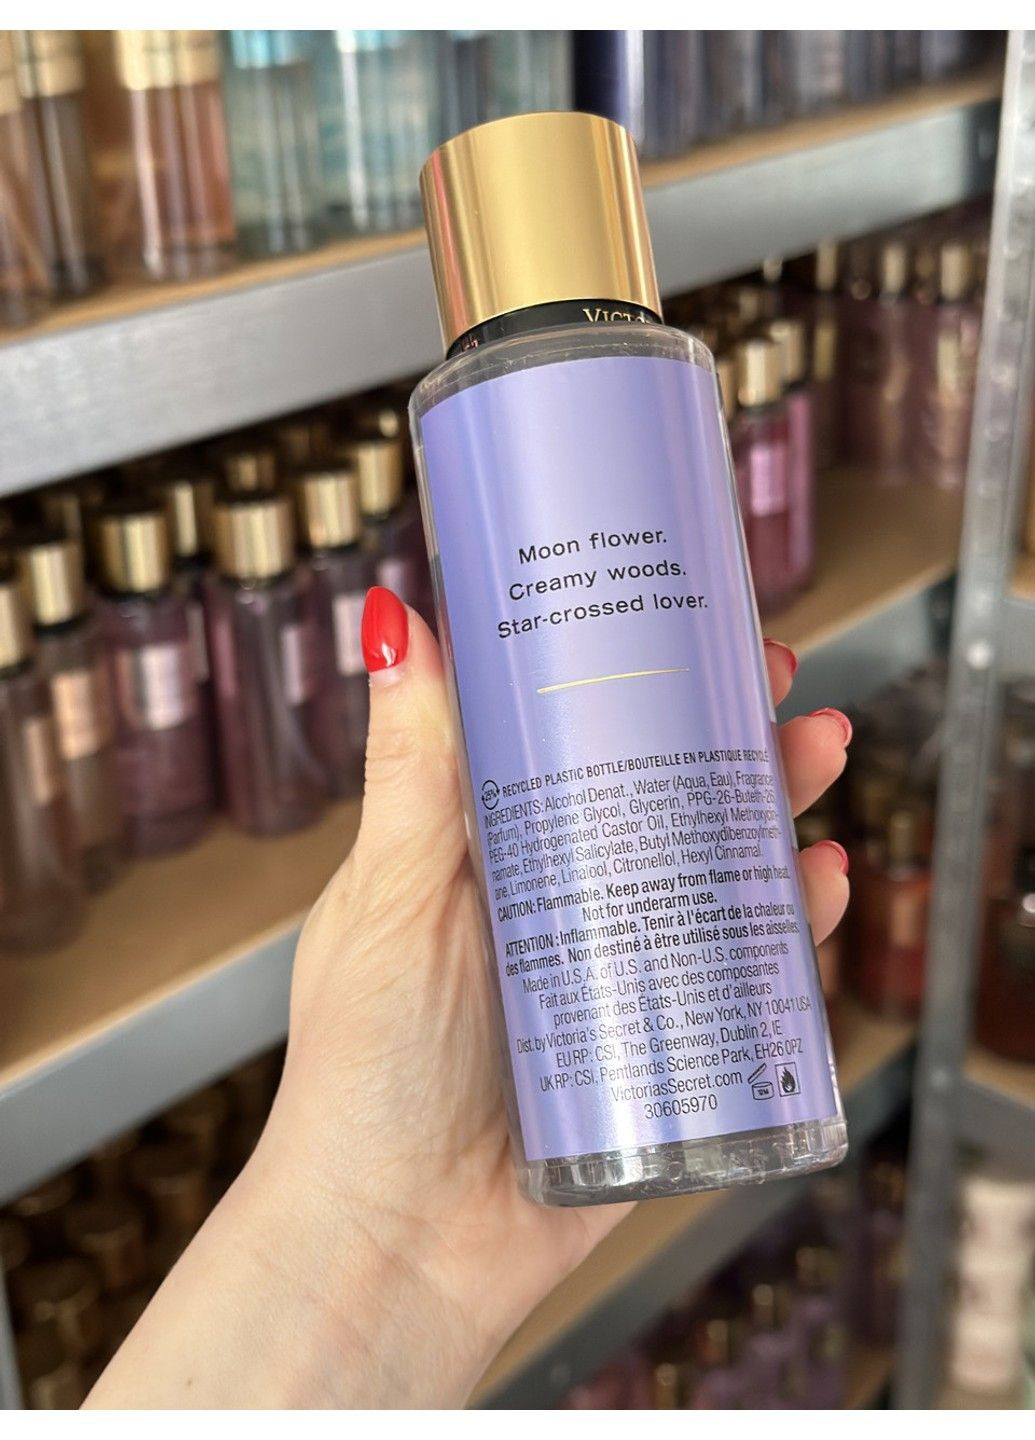 Moon flower.
Creamy woods.
Star-crossed lover.
RECYCLED PLASTIC BOTTLE/BOUTEILLE EN PLASTIQUE RECYCLÉ
INGREDIENTS: Alcohol Denat., Water (Aqua, Eau), Fragrance
(Parfum), Propylene Glycol, Glycerin, PPG-26-Buteth-26,
PEG-40 Hydrogenated Castor Oil, Ethylhexyl Methoxycin-
namate, Ethylhexyl Salicylate, Butyl Methoxydibenzoylmeth-
ane, Limonene, Linalool, Citronellol, Hexyl Cinnamal.
CAUTION: Flammable. Keep away from flame or high heat.
Not for underarm use.
ATTENTION : Inflammable. Tenir à l'écart de la chaleur ou
des flammes. Non destiné à être utilisé sous les aisselles.
Made in U.S.A. of U.S. and Non-U.S. components
Fait aux États-Unis avec des composantes
provenant des États-Unis et d'ailleurs
Dist. by Victoria's Secret & Co., New York, NY 10041 USA
EU RP: CSI, The Greenway, Dublin 2, IE
UK RP: CSI, Pentlands Science Park, EH26 0PZ
VictoriasSecret.com
30605970